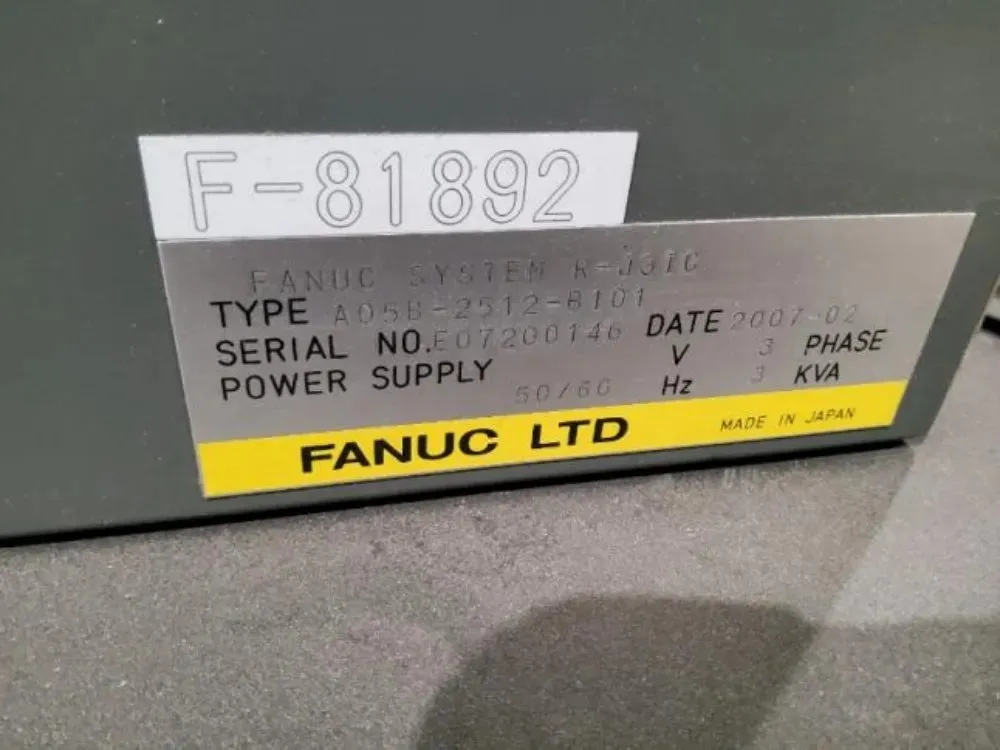 F-81892
FANUC SYSTEM R-J3IC
TYPE A05B-2512-B101
SERIAL NO.E07200146 DATE 2007-02
POWER SUPPLY V 3 PHASE
50/60 Hz 3 KVA
FANUC LTD MADE IN JAPAN